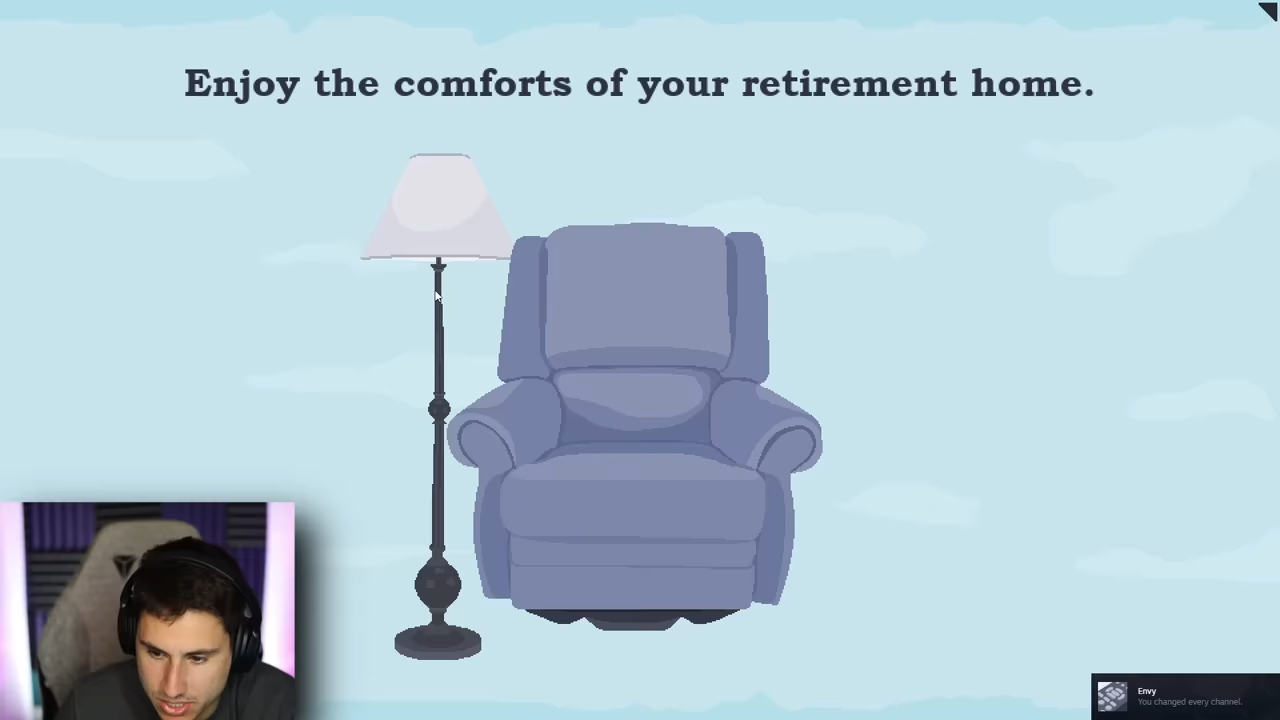 Enjoy the comforts of your retirement home.
Envy
You changed every channel.